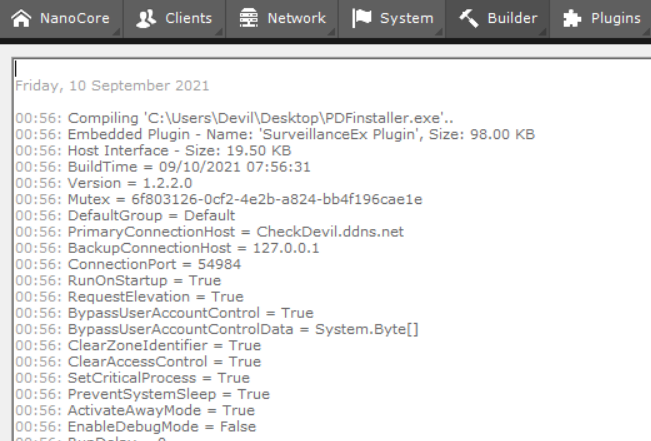 NanoCore
Clients
Network
System
Builder
Plugins
Friday, 10 September 2021
00:56: Compiling 'C:\Users\Devil\Desktop\PDFinstaller.exe'..
00:56: Embedded Plugin - Name: 'SurveillanceEx Plugin', Size: 98.00 KB
00:56: Host Interface - Size: 19.50 KB
00:56: BuildTime = 09/10/2021 07:56:31
00:56: Version = 1.2.2.0
00:56: Mutex = 6f803126-0cf2-4e2b-a824-bb4f196cae1e
00:56: DefaultGroup = Default
00:56: PrimaryConnectionHost = CheckDevil.ddns.net
00:56: BackupConnectionHost = 127.0.0.1
00:56: ConnectionPort = 54984
00:56: RunOnStartup = True
00:56: RequestElevation = True
00:56: BypassUserAccountControl = True
00:56: BypassUserAccountControlData = System.Byte[]
00:56: ClearZoneIdentifier = True
00:56: ClearAccessControl = True
00:56: SetCriticalProcess = True
00:56: PreventSystemSleep = True
00:56: ActivateAwayMode = True
00:56: EnableDebugMode = False
00:56: RunDelay = 0